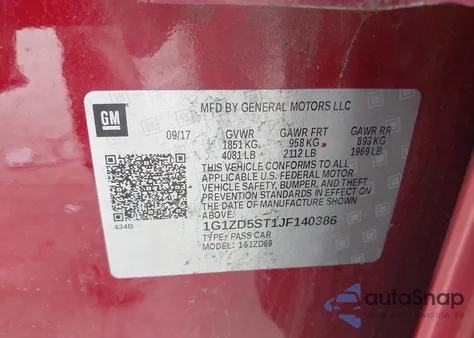 MFD BY GENERAL MOTORS LLC
GM
09/17 GVWR GAWR FRT GAWR RR
1851 KG 958 KG 893 KG
4081 LB 2112 LB 1969 LB
THIS VEHICLE CONFORMS TO ALL
APPLICABLE U.S. FEDERAL MOTOR
VEHICLE SAFETY, BUMPER, AND THEFT
PREVENTION STANDARDS IN EFFECT ON
THE DATE OF MANUFACTURE SHOWN
ABOVE.
1G1ZD5ST1JF140386
TYPE: PASS CAR
434B
MODEL: 161ZD69
autoSnap